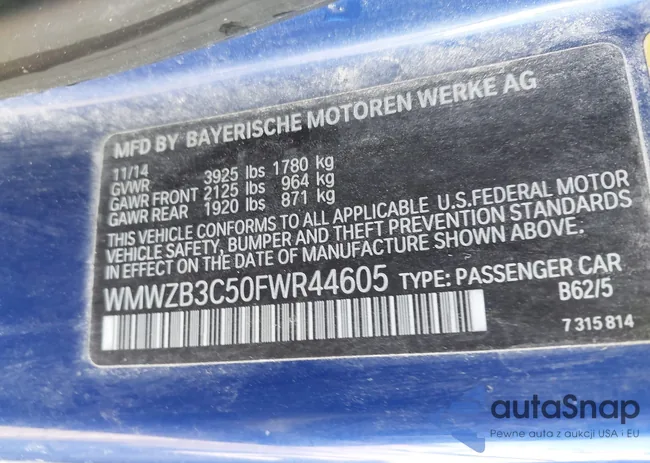 MFD BY BAYERISCHE MOTOREN WERKE AG
11/14
GVWR 3925 lbs 1780 kg
GAWR FRONT 2125 lbs 964 kg
GAWR REAR 1920 lbs 871 kg
THIS VEHICLE CONFORMS TO ALL APPLICABLE U.S.FEDERAL MOTOR
VEHICLE SAFETY, BUMPER AND THEFT PREVENTION STANDARDS
IN EFFECT ON THE DATE OF MANUFACTURE SHOWN ABOVE.
WMWZB3C50FWR44605 TYPE: PASSENGER CAR
B62/5
7 315 814
autaSnap
Pewne auta z aukcji USA i EU